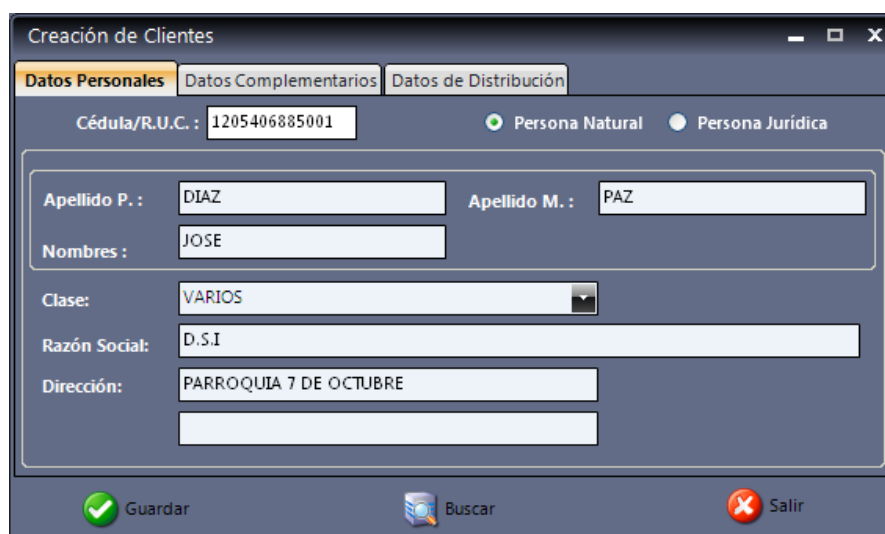 Creación de Clientes
Datos Personales Datos Complementarios Datos de Distribución
Cédula/R.U.C. : 1205406885001 Persona Natural Persona Jurídica
Apellido P. : DIAZ Apellido M. : PAZ
Nombres : JOSE
Clase: VARIOS
Razón Social: D.S.I
Dirección: PARROQUIA 7 DE OCTUBRE
Guardar Buscar Salir